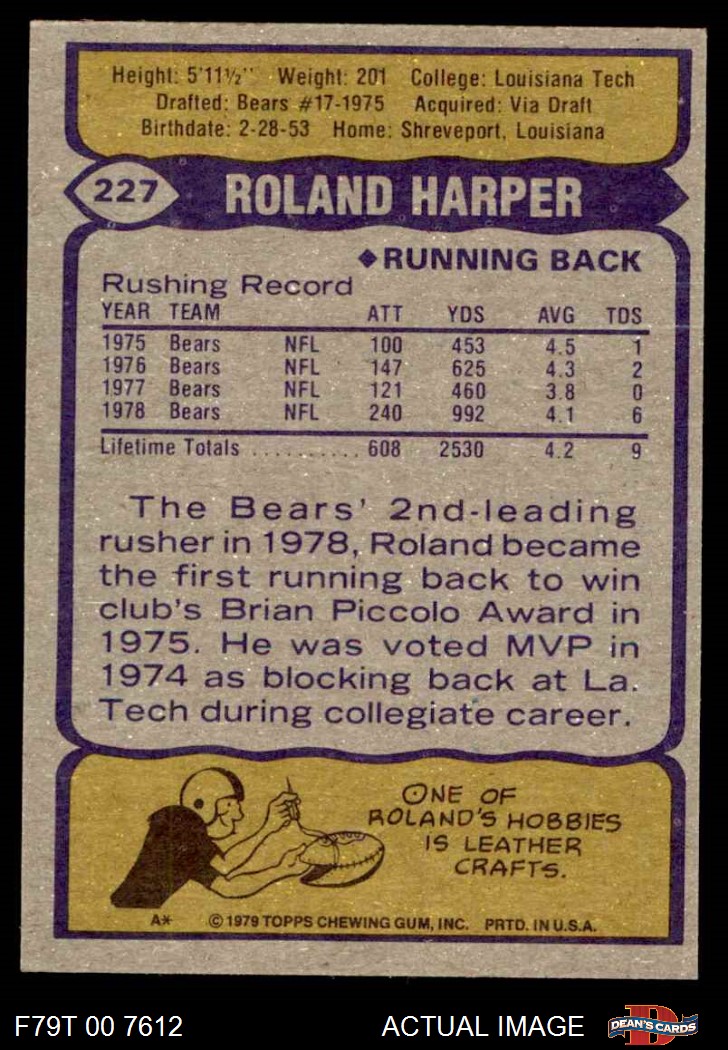 Height: 5'11½" Weight: 201 College: Louisiana Tech
Drafted: Bears #17-1975 Acquired: Via Draft
Birthdate: 2-28-53 Home: Shreveport, Louisiana
227 ROLAND HARPER
◆RUNNING BACK
Rushing Record
YEAR TEAM ATT YDS AVG TDS
1975 Bears NFL 100 453 4.5 1
1976 Bears NFL 147 625 4.3 2
1977 Bears NFL 121 460 3.8 0
1978 Bears NFL 240 992 4.1 6
Lifetime Totals .......... 608 2530 4.2 9
The Bears' 2nd-leading
rusher in 1978, Roland became
the first running back to win
club's Brian Piccolo Award in
1975. He was voted MVP in
1974 as blocking back at La.
Tech during collegiate career.
ONE OF
ROLAND'S HOBBIES
IS LEATHER
CRAFTS.
A* © 1979 TOPPS CHEWING GUM, INC. PRTD. IN U.S.A.
F79T 00 7612 ACTUAL IMAGE D DEAN'S CARDS